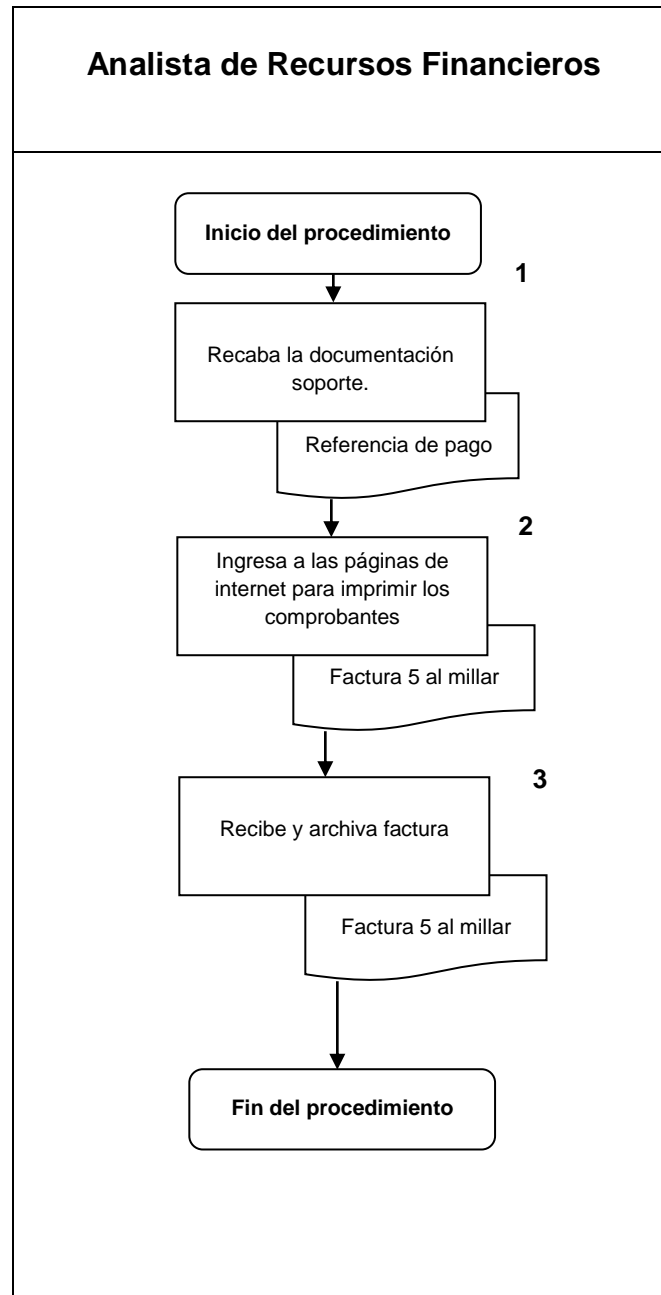 Analista de Recursos Financieros
Inicio del procedimiento
1
Recaba la documentación
soporte.
Referencia de pago
2
Ingresa a las páginas de
internet para imprimir los
comprobantes
Factura 5 al millar
3
Recibe y archiva factura
Factura 5 al millar
Fin del procedimiento